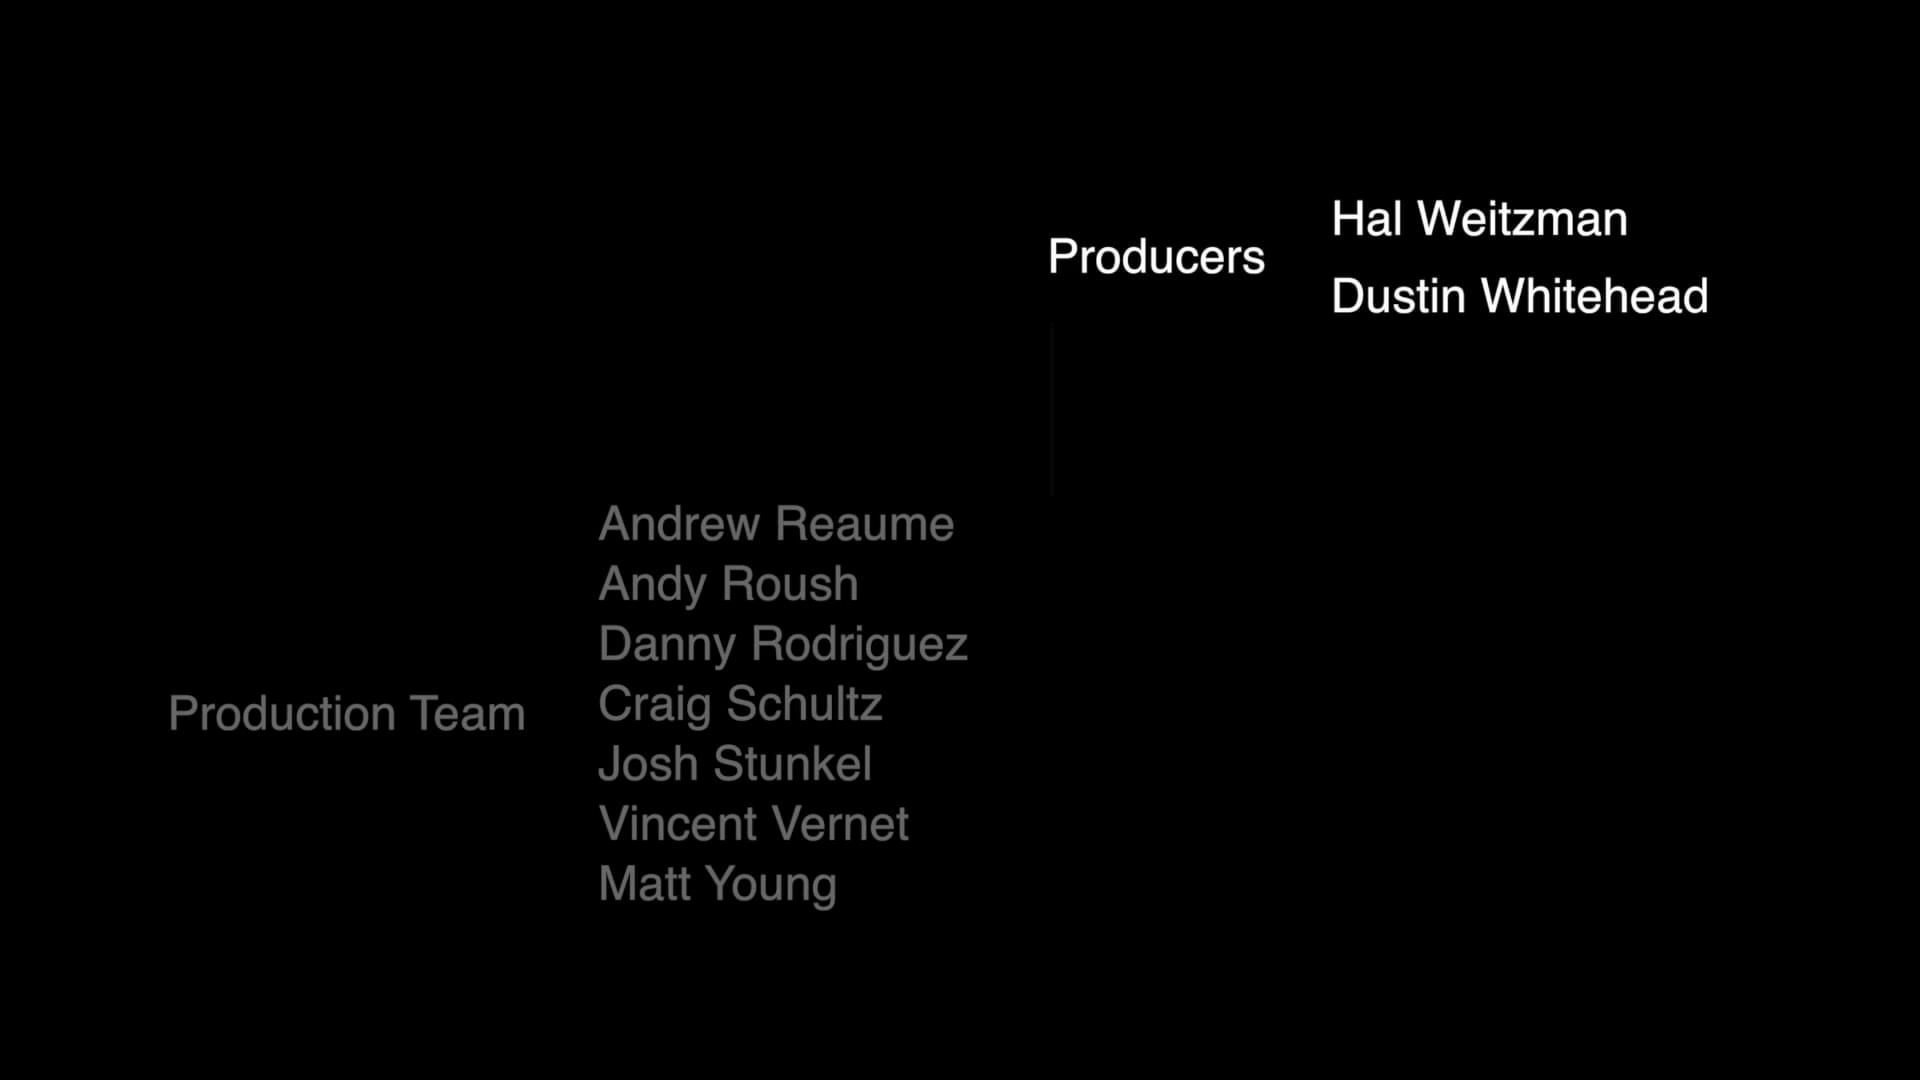 Producers
Hal Weitzman
Dustin Whitehead
Production Team
Andrew Reaume
Andy Roush
Danny Rodriguez
Craig Schultz
Josh Stunkel
Vincent Vernet
Matt Young